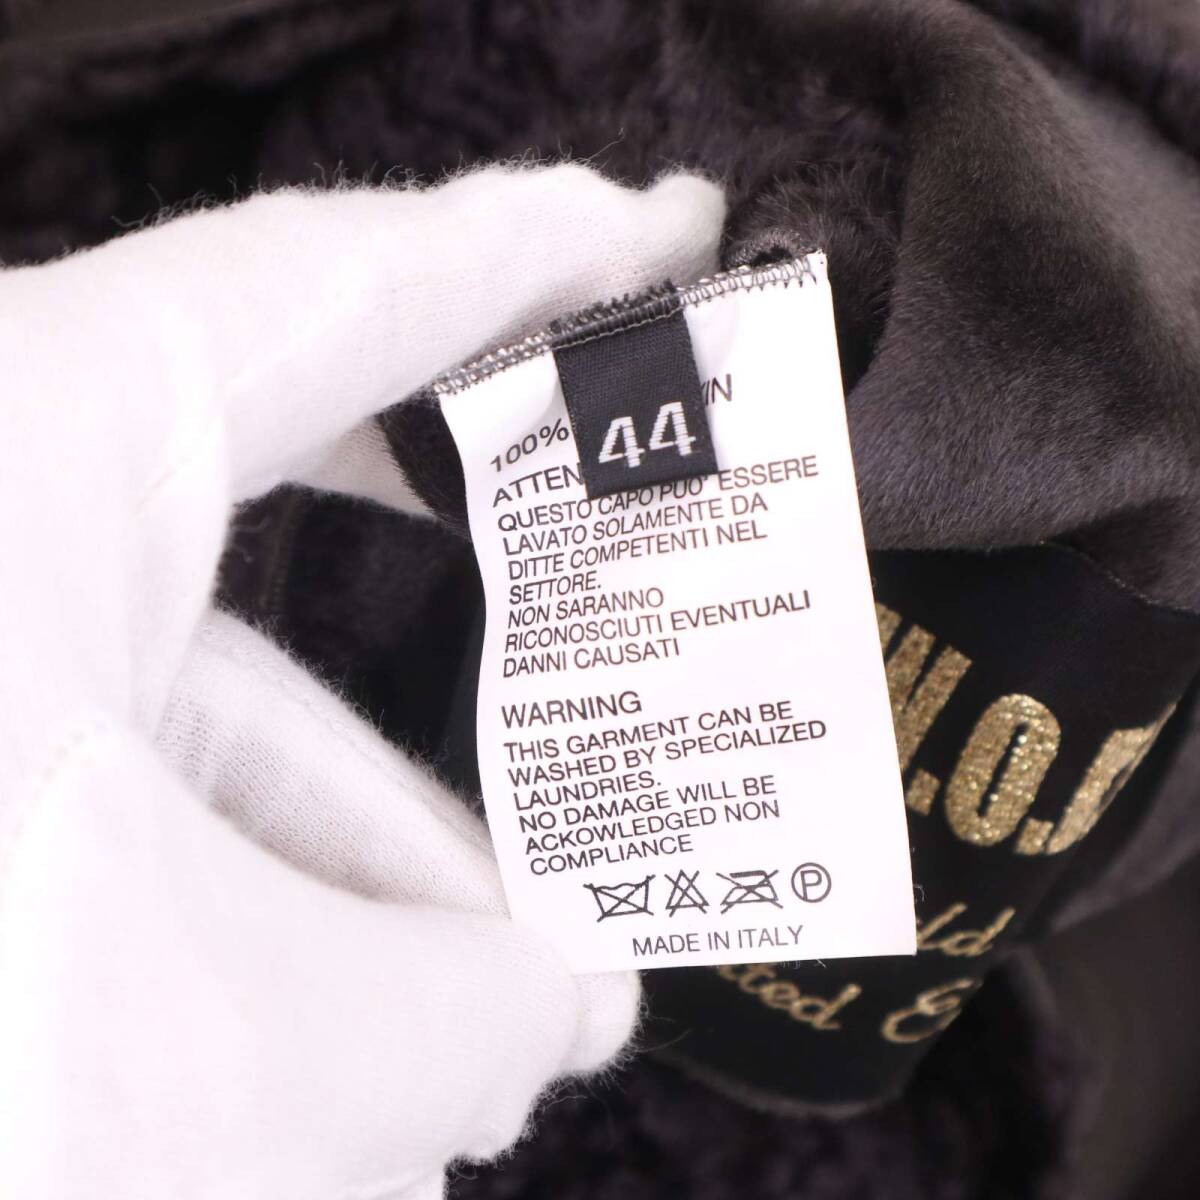 44
100%
ATTEN
QUESTO CAPO PUO' ESSERE
LAVATO SOLAMENTE DA
DITTE COMPETENTI NEL
SETTORE.
NON SARANNO
RICONOSCIUTI EVENTUALI
DANNI CAUSATI
WARNING
THIS GARMENT CAN BE
WASHED BY SPECIALIZED
LAUNDRIES.
NO DAMAGE WILL BE
ACKOWLEDGED NON
COMPLIANCE
P
MADE IN ITALY